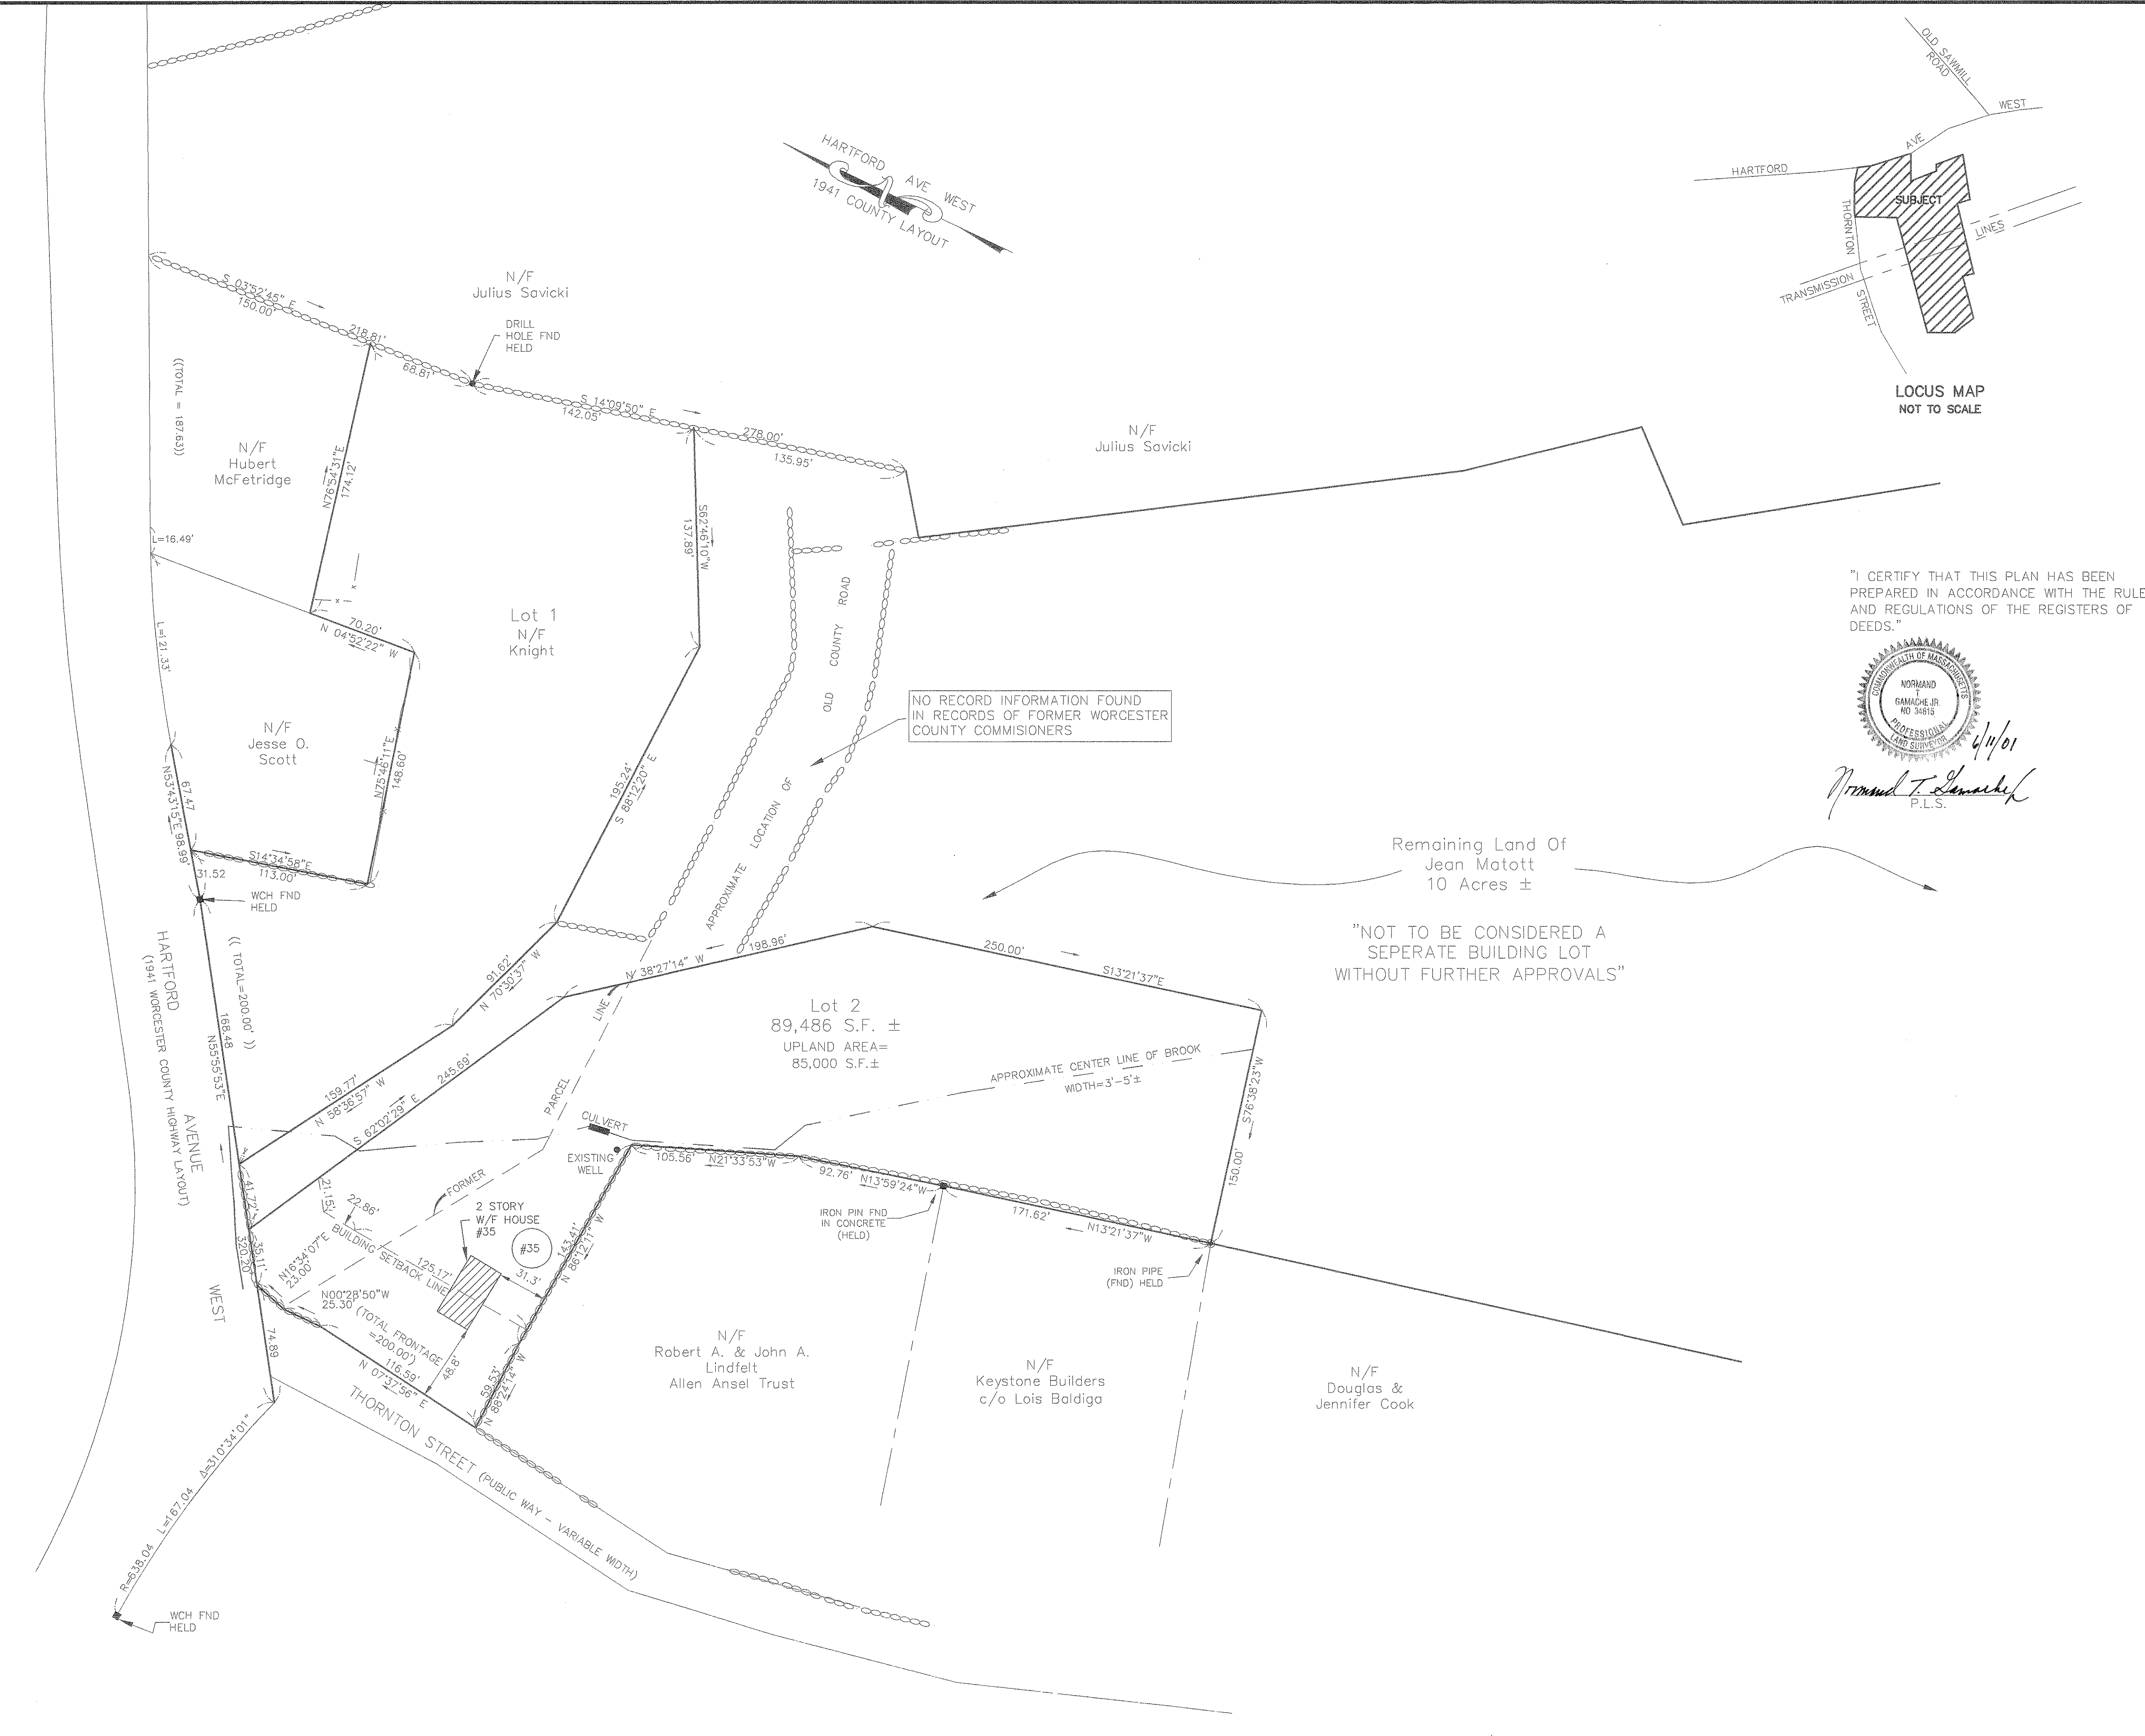 HARTFORD AVE WEST
1941 COUNTY LAYOUT
OLD SAWMILL
ROAD
WEST
AVE
HARTFORD
SUBJECT
THORNTON
STREET
TRANSMISSION
LINES
LOCUS MAP
NOT TO SCALE
S 03°52'45" E
150.00'
218.81'
68.81'
N/F
Julius Savicki
DRILL
HOLE FND
HELD
S 14°09'50" E
142.05'
278.00'
135.95'
N/F
Julius Savicki
((TOTAL = 187.63))
N/F
Hubert
McFetridge
N76°54'31"E
174.12'
S62°46'10"W
137.89'
L=16.49'
70.20'
N 04°52'22" W
Lot 1
N/F
Knight
L=121.33'
N/F
Jesse O.
Scott
N75°46'11"E
148.60'
67.47
N53°43'15"E 98.99'
S14°34'58"E
113.00'
31.52
WCH FND
HELD
195.24'
S 88°12'20" E
APPROXIMATE LOCATION OF OLD COUNTY ROAD
NO RECORD INFORMATION FOUND
IN RECORDS OF FORMER WORCESTER
COUNTY COMMISIONERS
"I CERTIFY THAT THIS PLAN HAS BEEN
PREPARED IN ACCORDANCE WITH THE RULE
AND REGULATIONS OF THE REGISTERS OF
DEEDS."
COMMONWEALTH OF MASSACHUSETTS
NORMAND
T
GAMACHE JR.
NO 34615
PROFESSIONAL
LAND SURVEYOR
6/11/01
Normand T. Gamache Jr
P.L.S.
Remaining Land Of
Jean Matott
10 Acres ±
"NOT TO BE CONSIDERED A
SEPERATE BUILDING LOT
WITHOUT FURTHER APPROVALS"
HARTFORD AVENUE WEST
(1941 WORCESTER COUNTY HIGHWAY LAYOUT)
(( TOTAL=200.00' ))
168.48
N55°55'53"E
91.62'
N 70°30'37" W
159.77'
N 58°36'57" W
245.69'
S 62°02'29" E
N 38°27'14" W
198.96'
250.00'
S13°21'37"E
Lot 2
89,486 S.F. ±
UPLAND AREA=
85,000 S.F.±
APPROXIMATE CENTER LINE OF BROOK
WIDTH=3'-5'±
S76°38'23"W
150.00'
FORMER PARCEL LINE
CULVERT
EXISTING
WELL
105.56'
N21°33'53"W
92.76'
N13°59'24"W
IRON PIN FND
IN CONCRETE
(HELD)
171.62'
N13°21'37"W
IRON PIPE
(FND) HELD
41.72'
35.11'
320.20'
21.15'
22.86'
BUILDING SETBACK LINE
125.17'
2 STORY
W/F HOUSE
#35
#35
31.3'
143.41'
N 86°12'11" W
N16°34'07"E
23.00'
N00°28'50"W
25.30'
(TOTAL FRONTAGE
=200.00')
116.59'
N 07°37'56" E
48.8'
59.53'
N 88°24'14" W
74.89
N/F
Robert A. & John A.
Lindfelt
Allen Ansel Trust
N/F
Keystone Builders
c/o Lois Baldiga
N/F
Douglas &
Jennifer Cook
THORNTON STREET (PUBLIC WAY - VARIABLE WIDTH)
R=638.04 L=167.04 Δ=310°34'01"
WCH FND
HELD